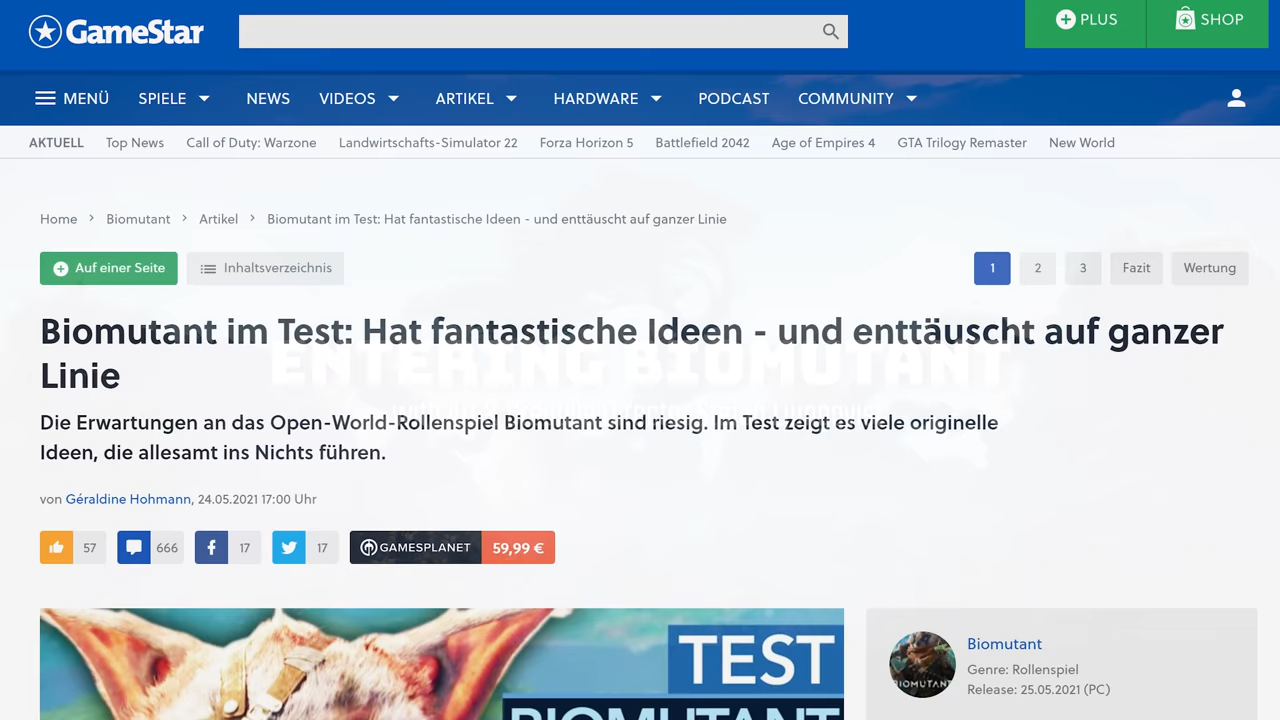 GameStar
PLUS
SHOP
MENÜ SPIELE NEWS VIDEOS ARTIKEL HARDWARE PODCAST COMMUNITY
AKTUELL Top News Call of Duty: Warzone Landwirtschafts-Simulator 22 Forza Horizon 5 Battlefield 2042 Age of Empires 4 GTA Trilogy Remaster New World
Home > Biomutant > Artikel > Biomutant im Test: Hat fantastische Ideen - und enttäuscht auf ganzer Linie
Auf einer Seite Inhaltsverzeichnis 1 2 3 Fazit Wertung
Biomutant im Test: Hat fantastische Ideen - und enttäuscht auf ganzer
Linie
ENTERING BIOMUTANT
Die Erwartungen an das Open-World-Rollenspiel Biomutant sind riesig. Im Test zeigt es viele originelle
Ideen, die allesamt ins Nichts führen.
von Géraldine Hohmann, 24.05.2021 17:00 Uhr
57 666 17 17 GAMESPLANET 59,99 €
TEST
BIOMUTANT
Biomutant
Genre: Rollenspiel
Release: 25.05.2021 (PC)
BIOMUTANT